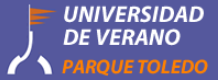 UNIVERSIDAD
DE VERANO
PARQUE TOLEDO